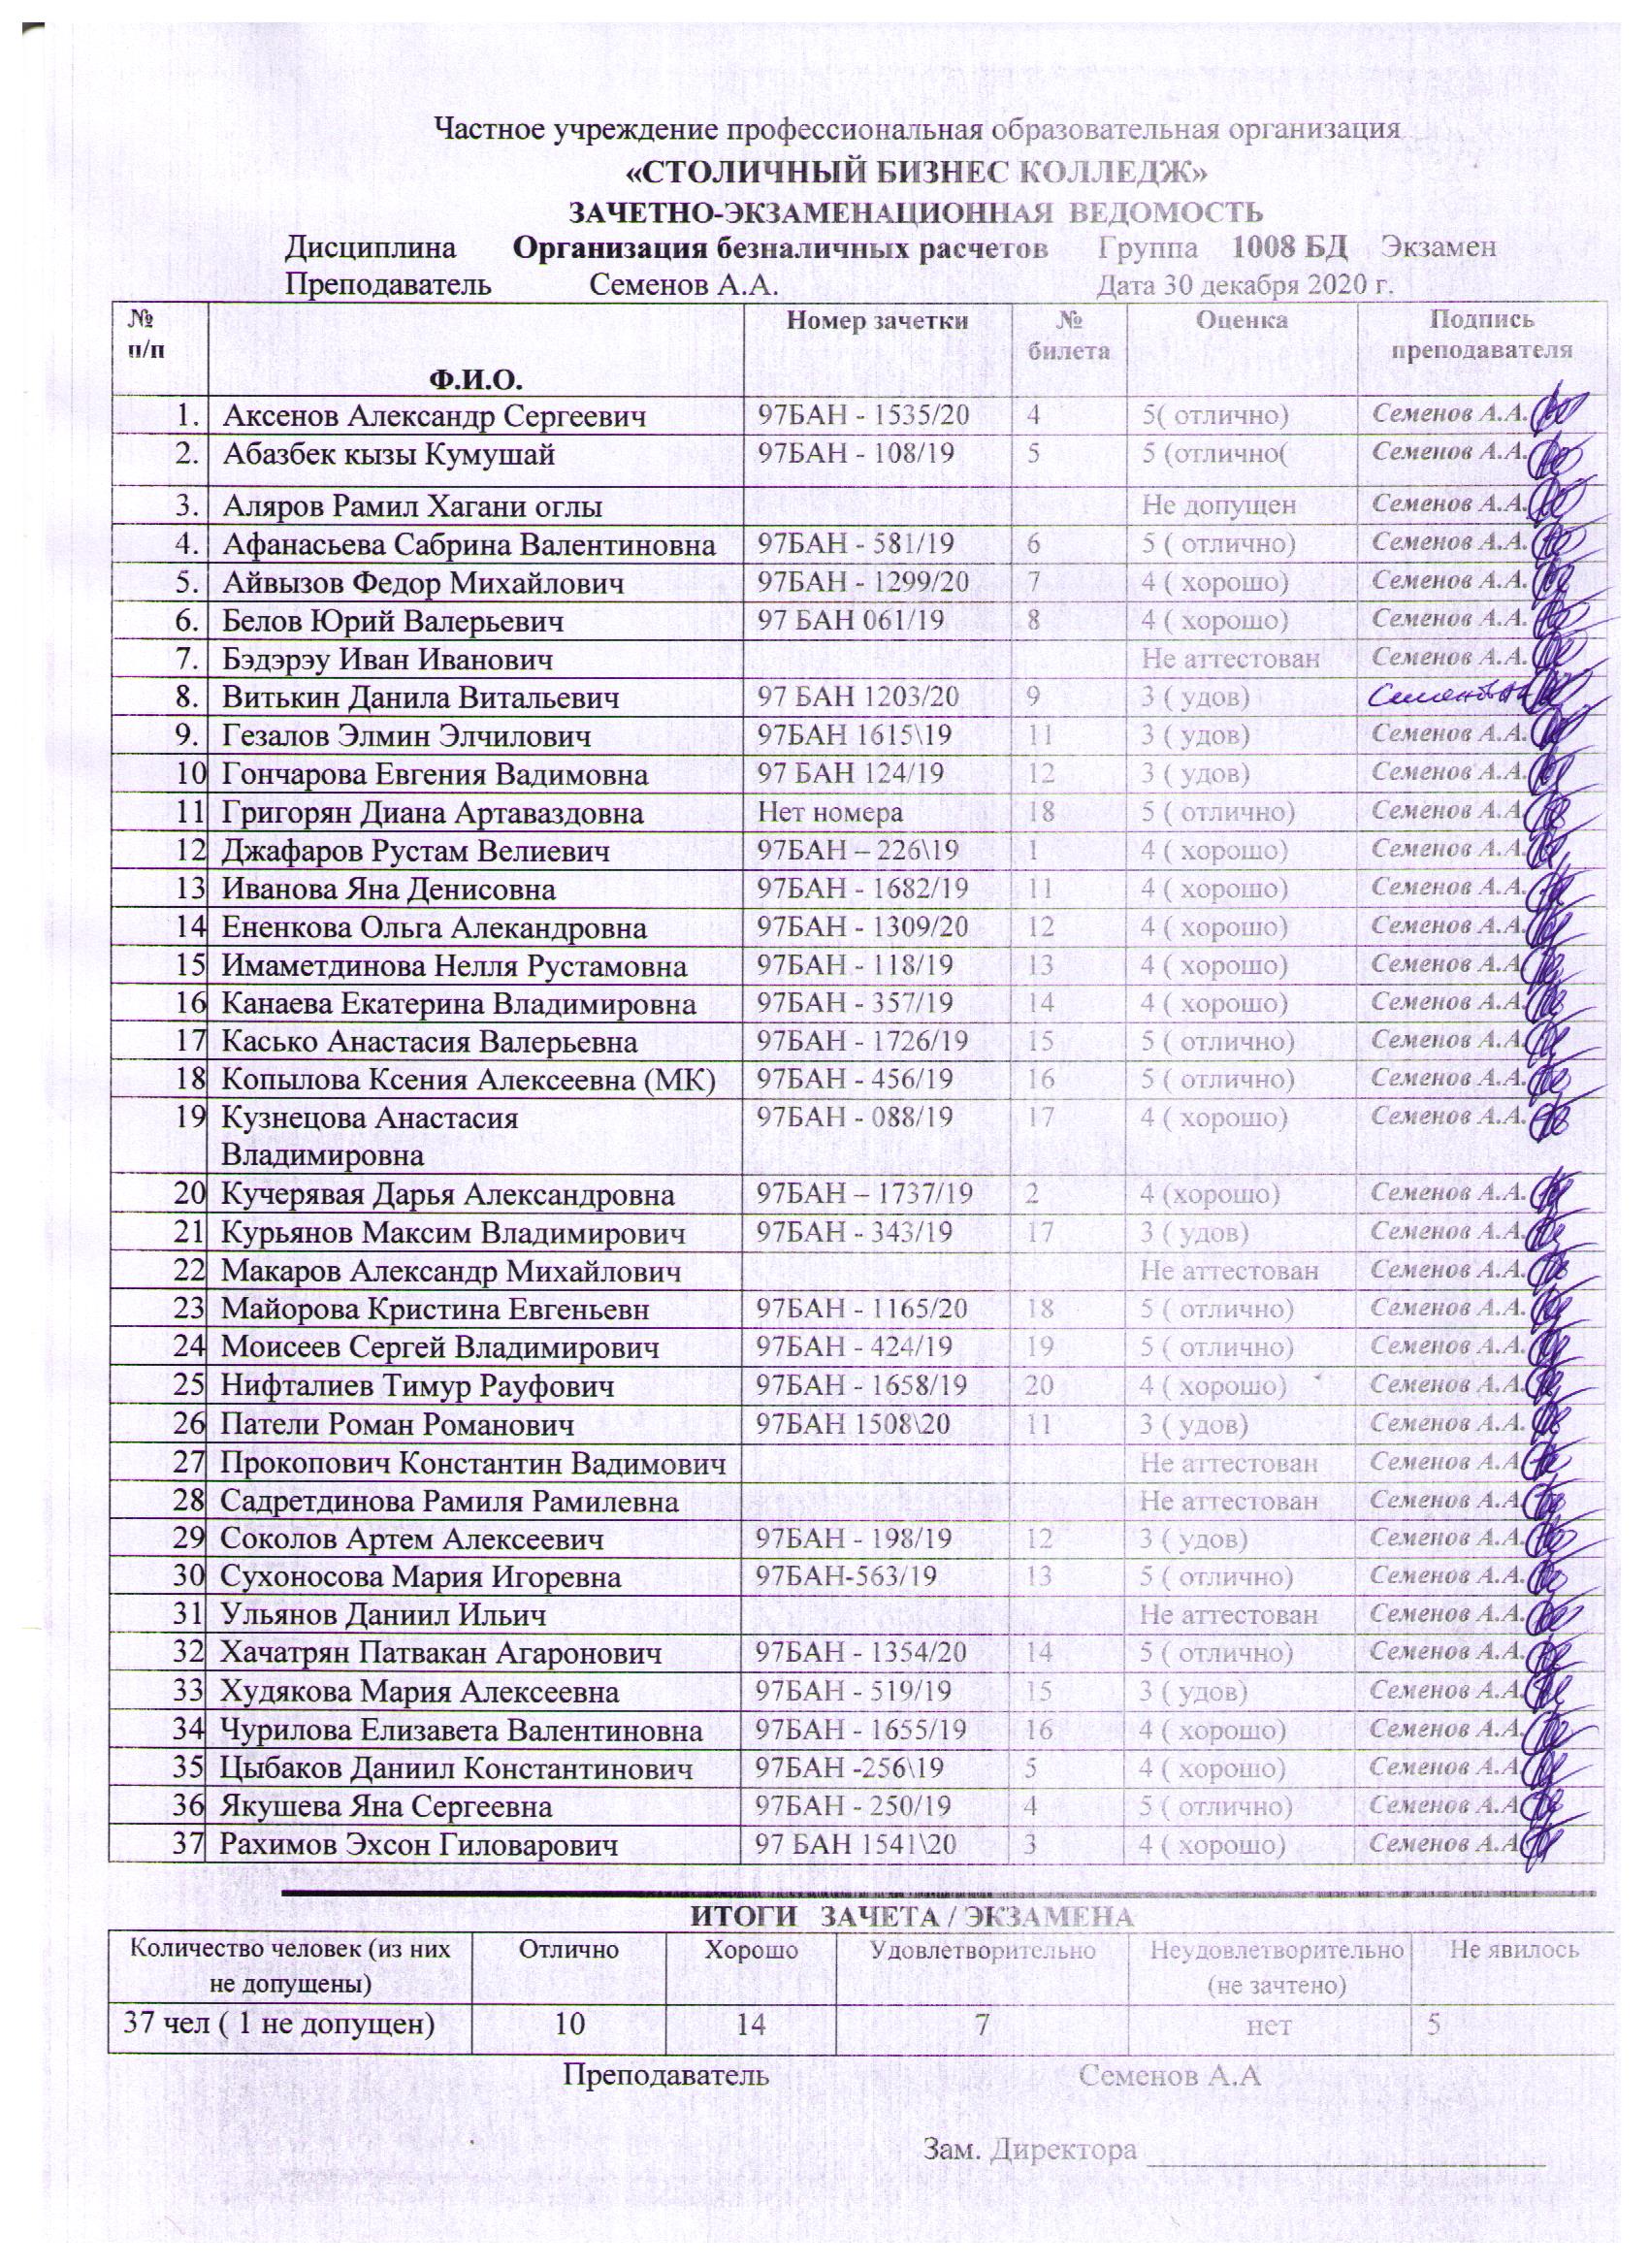 Частное учреждение профессиональная образовательная организация
«СТОЛИЧНЫЙ БИЗНЕС КОЛЛЕДЖ»
ЗАЧЕТНО-ЭКЗАМЕНАЦИОННАЯ ВЕДОМОСТЬ
Дисциплина Организация безналичных расчетов Группа 1008 БД Экзамен
Преподаватель Семенов А.А. Дата 30 декабря 2020 г.
№ п/п Ф.И.О. Номер зачетки № билета Оценка Подпись преподавателя
1. Аксенов Александр Сергеевич 97БАН - 1535/20 4 5( отлично) Семенов А.А.
2. Абазбек кызы Кумушай 97БАН - 108/19 5 5 (отлично( Семенов А.А.
3. Аляров Рамил Хагани оглы Не допущен Семенов А.А.
4. Афанасьева Сабрина Валентиновна 97БАН - 581/19 6 5 ( отлично) Семенов А.А.
5. Айвызов Федор Михайлович 97БАН - 1299/20 7 4 ( хорошо) Семенов А.А.
6. Белов Юрий Валерьевич 97 БАН 061/19 8 4 ( хорошо) Семенов А.А.
7. Бэдэрэу Иван Иванович Не аттестован Семенов А.А.
8. Витькин Данила Витальевич 97 БАН 1203/20 9 3 ( удов) Семенов АА
9. Гезалов Элмин Элчилович 97БАН 1615\19 11 3 ( удов) Семенов А.А.
10 Гончарова Евгения Вадимовна 97 БАН 124/19 12 3 ( удов) Семенов А.А.
11 Григорян Диана Артаваздовна Нет номера 18 5 ( отлично) Семенов А.А.
12 Джафаров Рустам Велиевич 97БАН – 226\19 1 4 ( хорошо) Семенов А.А.
13 Иванова Яна Денисовна 97БАН - 1682/19 11 4 ( хорошо) Семенов А.А.
14 Ененкова Ольга Алекандровна 97БАН - 1309/20 12 4 ( хорошо) Семенов А.А.
15 Имаметдинова Нелля Рустамовна 97БАН - 118/19 13 4 ( хорошо) Семенов А.А.
16 Канаева Екатерина Владимировна 97БАН - 357/19 14 4 ( хорошо) Семенов А.А.
17 Касько Анастасия Валерьевна 97БАН - 1726/19 15 5 ( отлично) Семенов А.А.
18 Копылова Ксения Алексеевна (МК) 97БАН - 456/19 16 5 ( отлично) Семенов А.А.
19 Кузнецова Анастасия 97БАН - 088/19 17 4 ( хорошо) Семенов А.А.
Владимировна
20 Кучерявая Дарья Александровна 97БАН – 1737/19 2 4 (хорошо) Семенов А.А.
21 Курьянов Максим Владимирович 97БАН - 343/19 17 3 ( удов) Семенов А.А.
22 Макаров Александр Михайлович Не аттестован Семенов А.А.
23 Майорова Кристина Евгеньевн 97БАН - 1165/20 18 5 ( отлично) Семенов А.А.
24 Моисеев Сергей Владимирович 97БАН - 424/19 19 5 ( отлично) Семенов А.А.
25 Нифталиев Тимур Рауфович 97БАН - 1658/19 20 4 ( хорошо) Семенов А.А.
26 Патели Роман Романович 97БАН 1508\20 11 3 ( удов) Семенов А.А.
27 Прокопович Константин Вадимович Не аттестован Семенов А.А.
28 Садретдинова Рамиля Рамилевна Не аттестован Семенов А.А.
29 Соколов Артем Алексеевич 97БАН - 198/19 12 3 ( удов) Семенов А.А.
30 Сухоносова Мария Игоревна 97БАН-563/19 13 5 ( отлично) Семенов А.А.
31 Ульянов Даниил Ильич Не аттестован Семенов А.А.
32 Хачатрян Патвакан Агаронович 97БАН - 1354/20 14 5 ( отлично) Семенов А.А.
33 Худякова Мария Алексеевна 97БАН - 519/19 15 3 ( удов) Семенов А.А.
34 Чурилова Елизавета Валентиновна 97БАН - 1655/19 16 4 ( хорошо) Семенов А.А.
35 Цыбаков Даниил Константинович 97БАН -256\19 5 4 ( хорошо) Семенов А.А.
36 Якушева Яна Сергеевна 97БАН - 250/19 4 5 ( отлично) Семенов А.А.
37 Рахимов Эхсон Гиловарович 97 БАН 1541\20 3 4 ( хорошо) Семенов А.А.
ИТОГИ ЗАЧЕТА / ЭКЗАМЕНА
Количество человек (из них Отлично Хорошо Удовлетворительно Неудовлетворительно Не явилось
не допущены) (не зачтено)
37 чел ( 1 не допущен) 10 14 7 нет 5
Преподаватель Семенов А.А
Зам. Директора